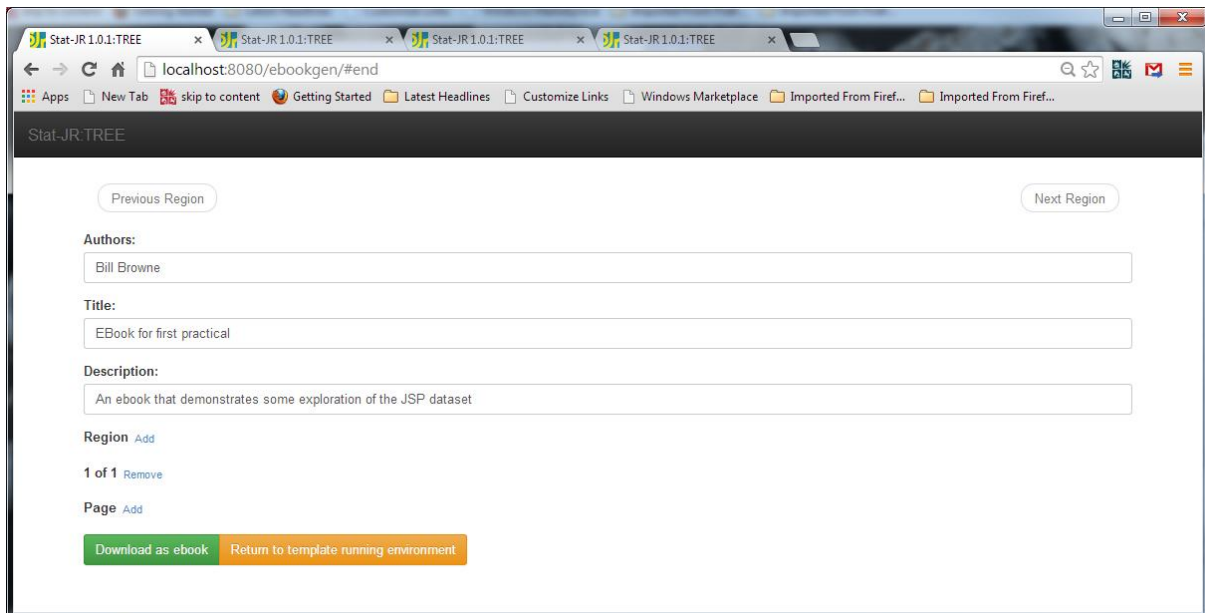 Stat-JR 1.0.1:TREE Stat-JR 1.0.1:TREE Stat-JR 1.0.1:TREE Stat-JR 1.0.1:TREE
localhost:8080/ebookgen/#end
Apps New Tab skip to content Getting Started Latest Headlines Customize Links Windows Marketplace Imported From Firef... Imported From Firef...
Stat-JR:TREE
Previous Region Next Region
Authors:
Bill Browne
Title:
EBook for first practical
Description:
An ebook that demonstrates some exploration of the JSP dataset
Region Add
1 of 1 Remove
Page Add
Download as ebook Return to template running environment